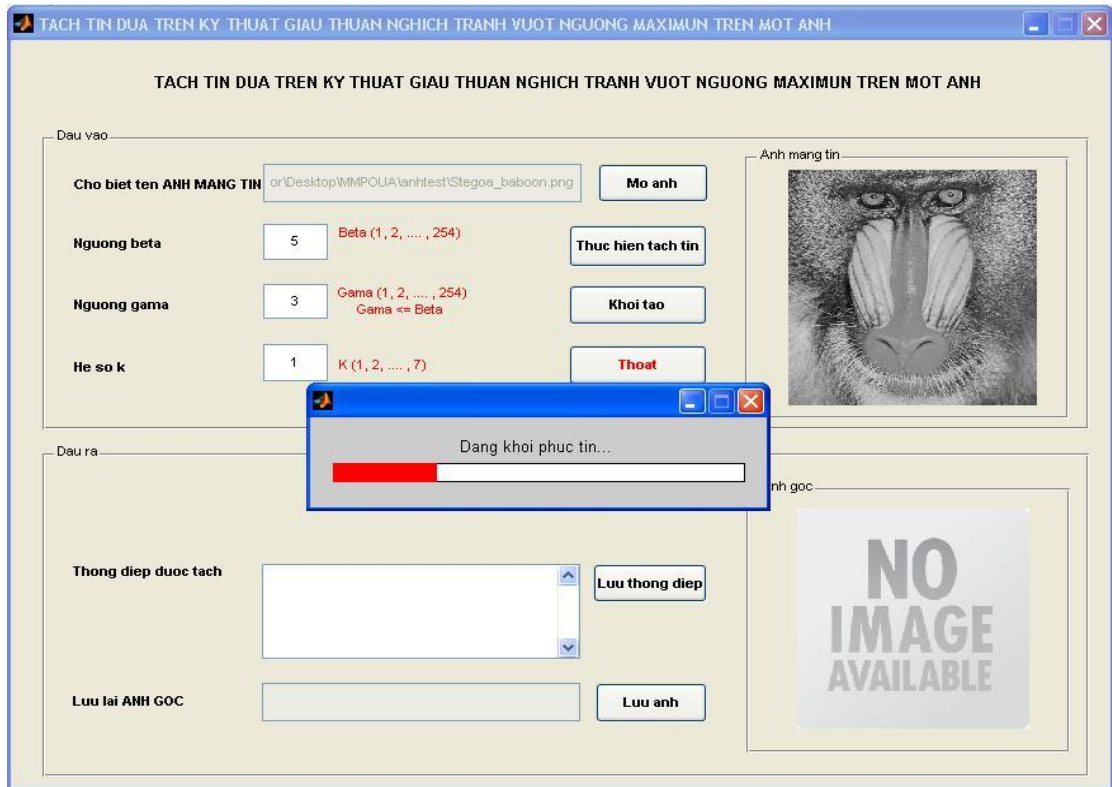 TACH TIN DUA TREN KY THUAT GIAU THUAN NGHICH TRANH VUOT NGUONG MAXIMUN TREN MOT ANH
TACH TIN DUA TREN KY THUAT GIAU THUAN NGHICH TRANH VUOT NGUONG MAXIMUN TREN MOT ANH
Dau vao
Cho biet ten ANH MANG TIN
or\Desktop\MMPOUA\anhtest\Stegoa_baboon.png
Mo anh
Nguong beta
5
Beta (1, 2, .... , 254)
Thuc hien tach tin
Nguong gama
3
Gama (1, 2, .... , 254)
Gama <= Beta
Khoi tao
He so k
1
K (1, 2, .... , 7)
Thoat
Anh mang tin
Dang khoi phuc tin...
Dau ra
Thong diep duoc tach
Luu thong diep
Luu lai ANH GOC
Luu anh
nh goc
NO
IMAGE
AVAILABLE